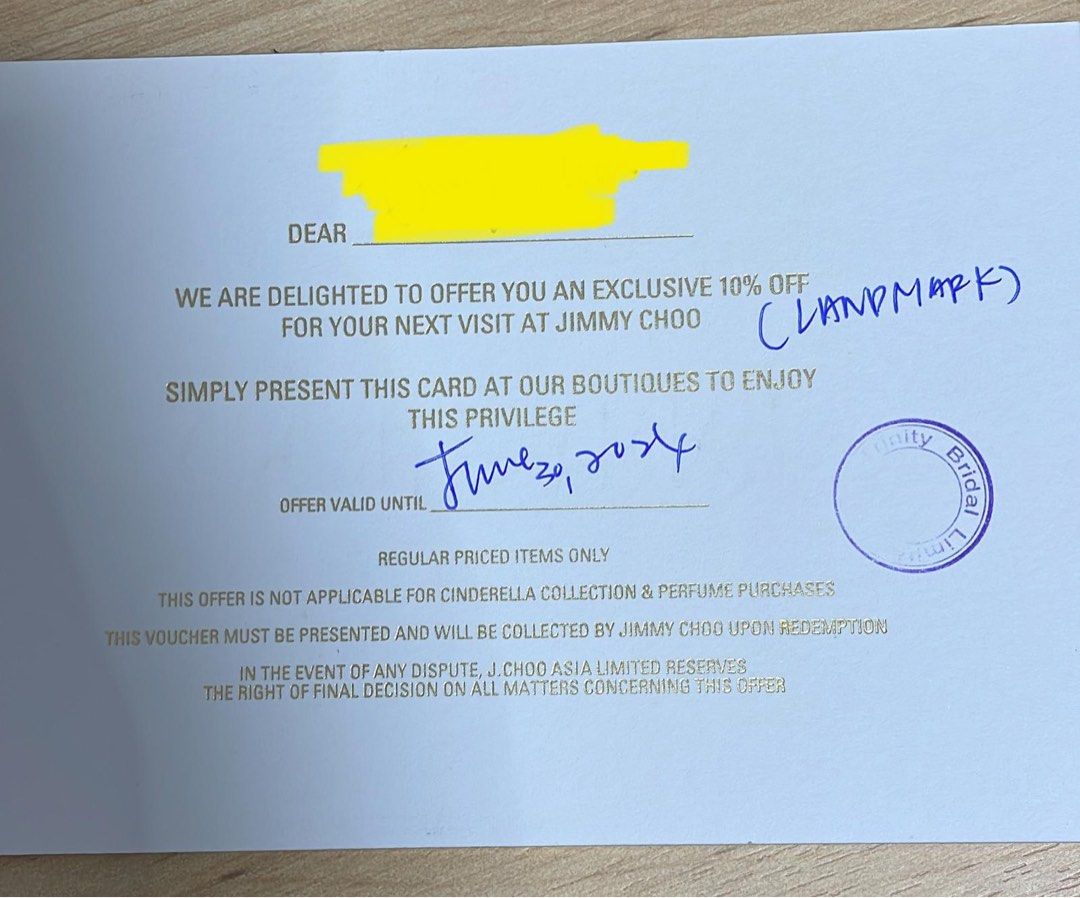 DEAR
WE ARE DELIGHTED TO OFFER YOU AN EXCLUSIVE 10% OFF
FOR YOUR NEXT VISIT AT JIMMY CHOO
(LANDMARK)
SIMPLY PRESENT THIS CARD AT OUR BOUTIQUES TO ENJOY
THIS PRIVILEGE
OFFER VALID UNTIL June 30, 2024
Bridal
REGULAR PRICED ITEMS ONLY
THIS OFFER IS NOT APPLICABLE FOR CINDERELLA COLLECTION & PERFUME PURCHASES
THIS VOUCHER MUST BE PRESENTED AND WILL BE COLLECTED BY JIMMY CHOO UPON REDEMPTION
IN THE EVENT OF ANY DISPUTE, J.CHOO ASIA LIMITED RESERVES
THE RIGHT OF FINAL DECISION ON ALL MATTERS CONCERNING THIS OFFER